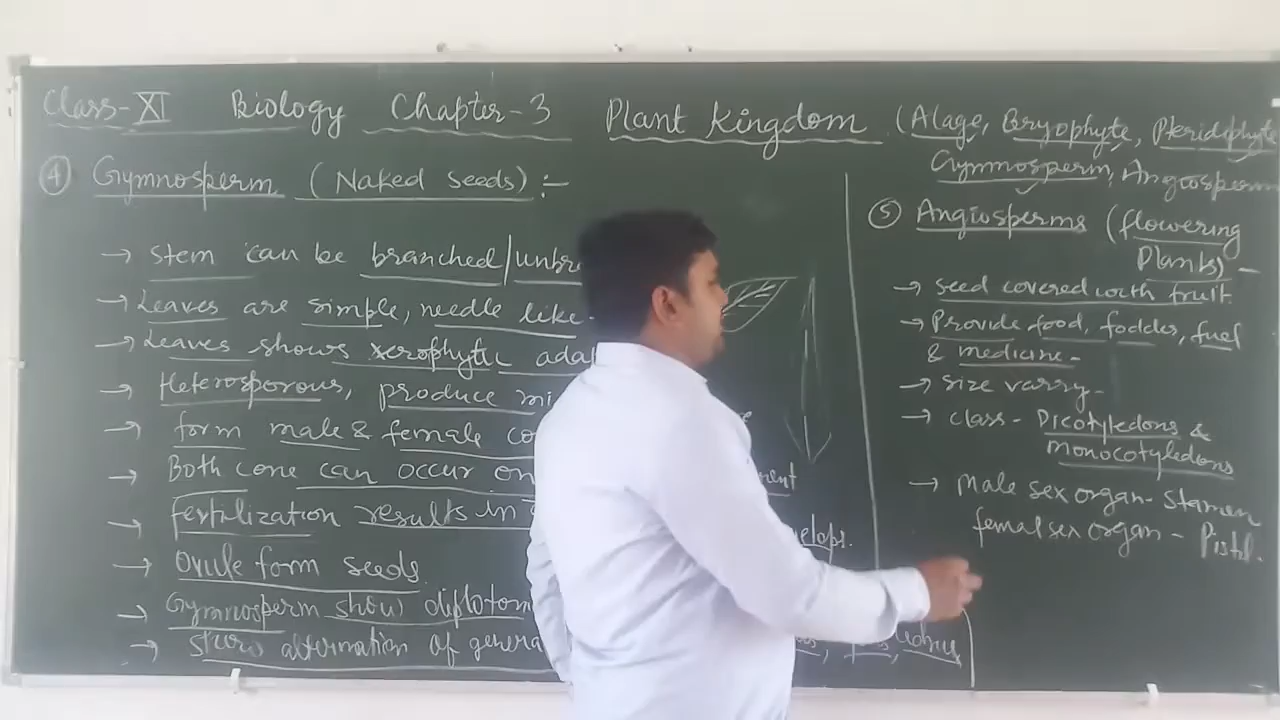 Class-XI Biology Chapter-3 Plant Kingdom (Alage, Bryophyte, Pteridophyte
Gymnosperm, Angiosperm
④ Gymnosperm (Naked seeds) :-
→ stem can be branched/unbr
→ Leaves are simple, needle like.
→ Leaves shows xerophytic adap
→ Heterosporous, produce mi
→ form male & female co
→ Both cone can occur on
→ fertilization results in
→ Ovule form seeds
→ Gymnosperm show diplo
→ show alternation of genera
⑤ Angiosperms (flowering
Plants) -
→ seed covered with fruit
→ Provide food, fodder, fuel
& medicine -
→ size varry -
→ class - Dicotyledons &
monocotyledons
→ Male sex organ - Stamen
femal sex organ - Pistil.